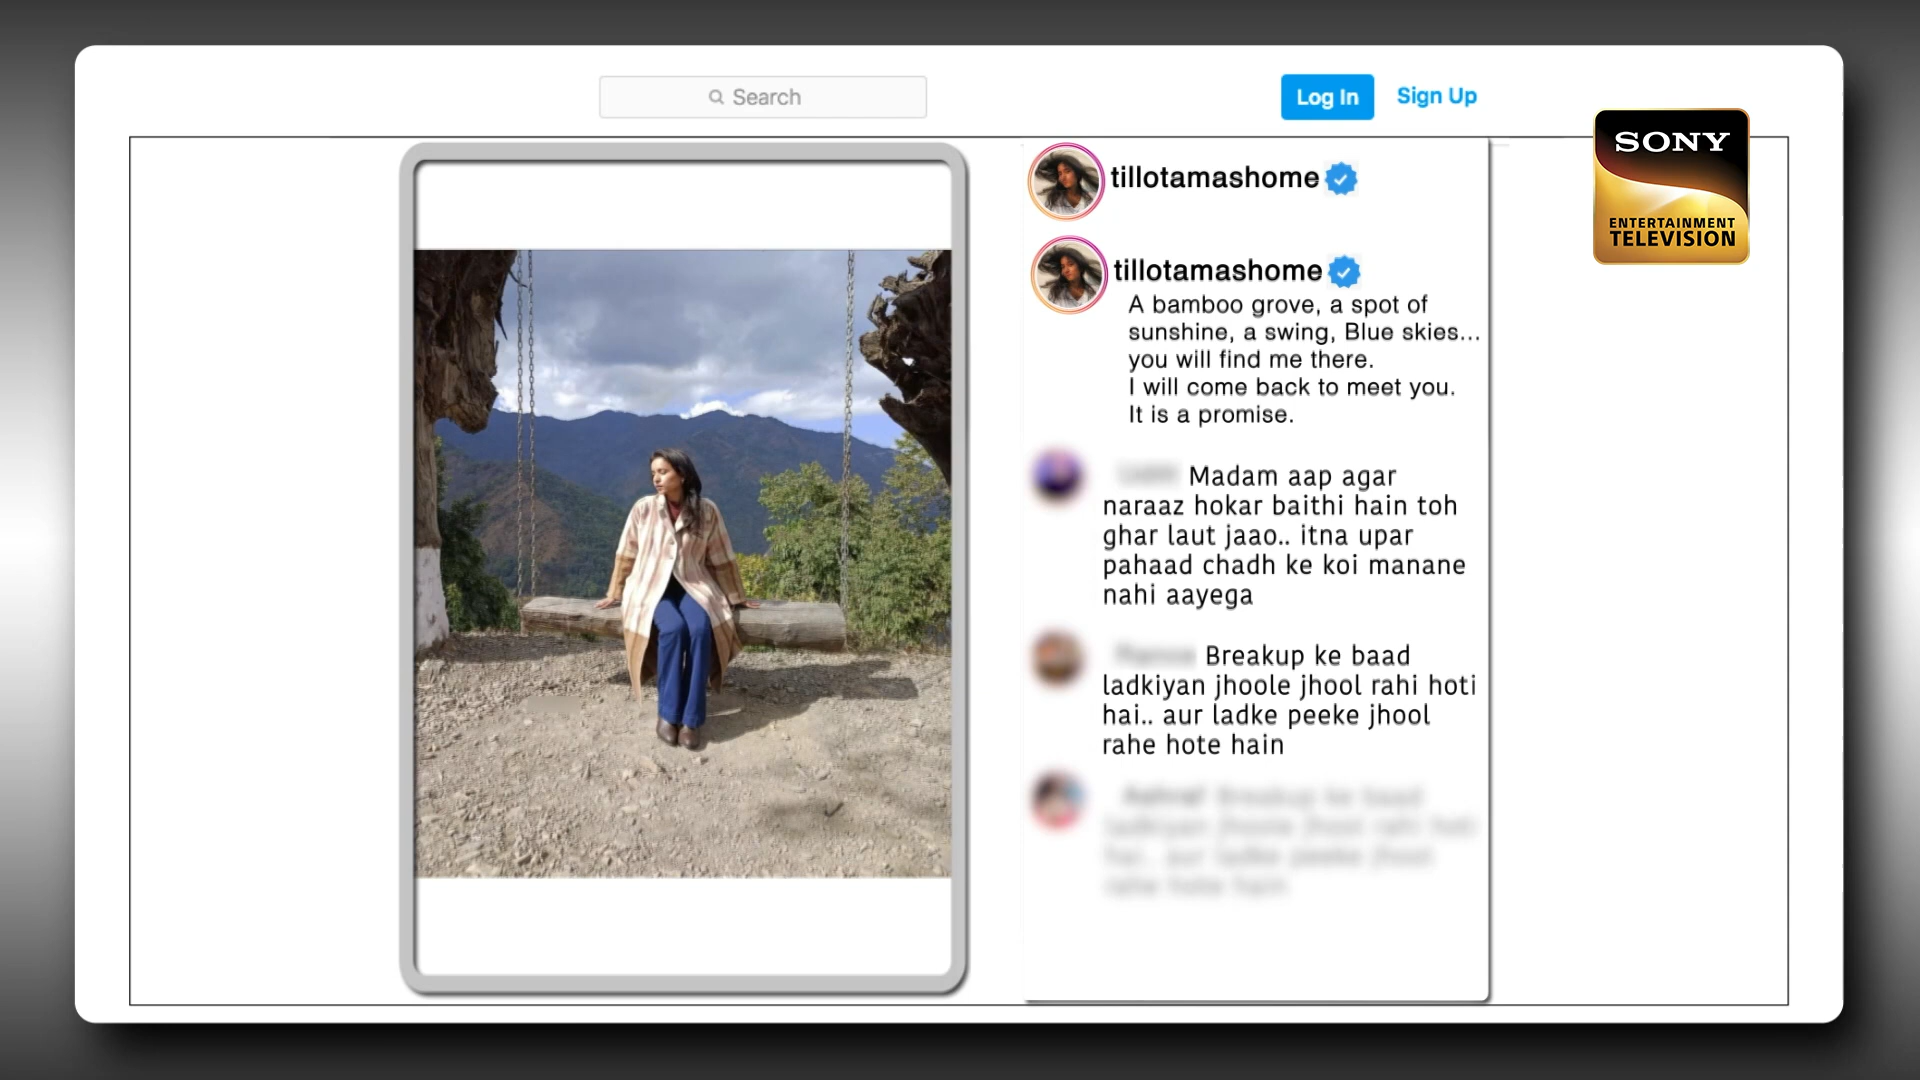 Search
Log In
Sign Up
SONY
ENTERTAINMENT
TELEVISION
tillotamashome
tillotamashome
A bamboo grove, a spot of
sunshine, a swing, Blue skies...
you will find me there.
I will come back to meet you.
It is a promise.
Madam aap agar
naraaz hokar baithi hain toh
ghar laut jaao.. itna upar
pahaad chadh ke koi manane
nahi aayega
Breakup ke baad
ladkiyan jhoole jhool rahi hoti
hai.. aur ladke peeke jhool
rahe hote hain